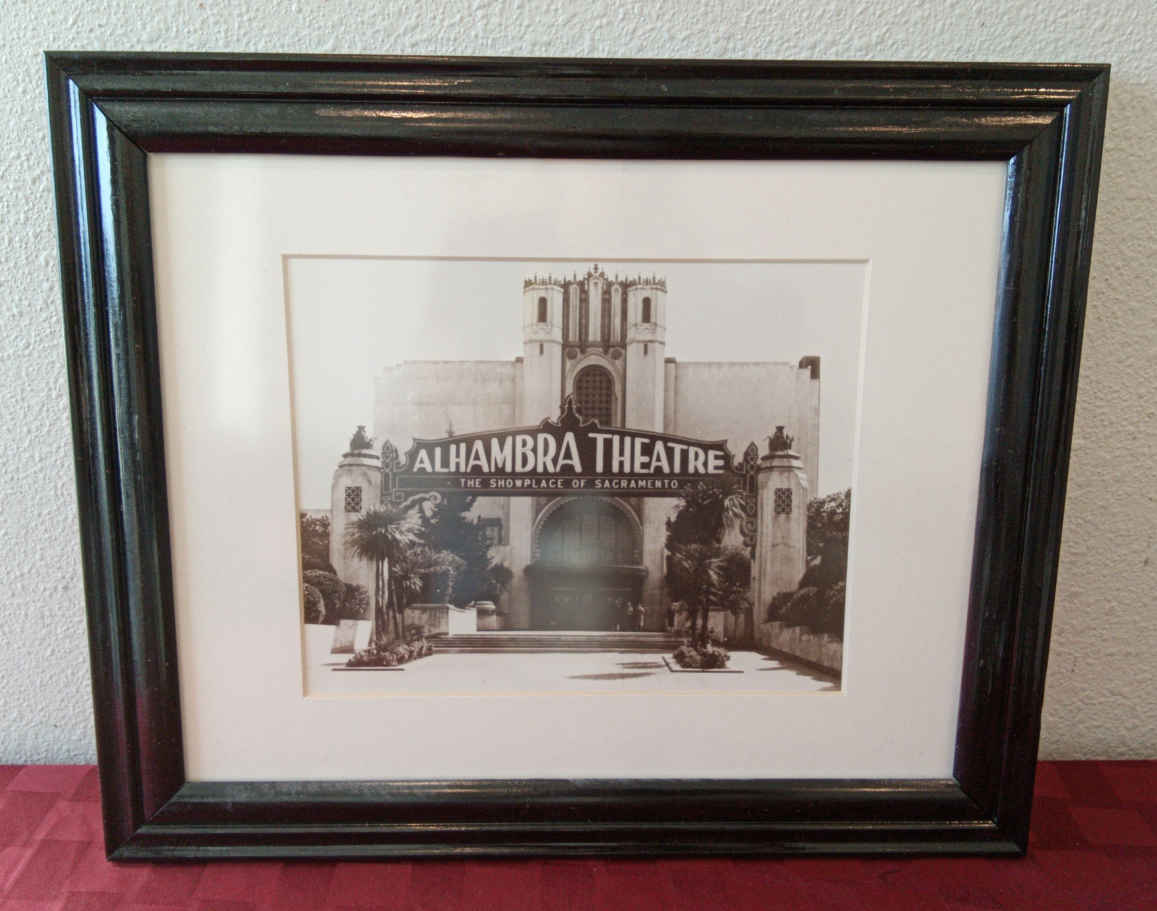 ALHAMBRA THEATRE
THE SHOWPLACE OF SACRAMENTO